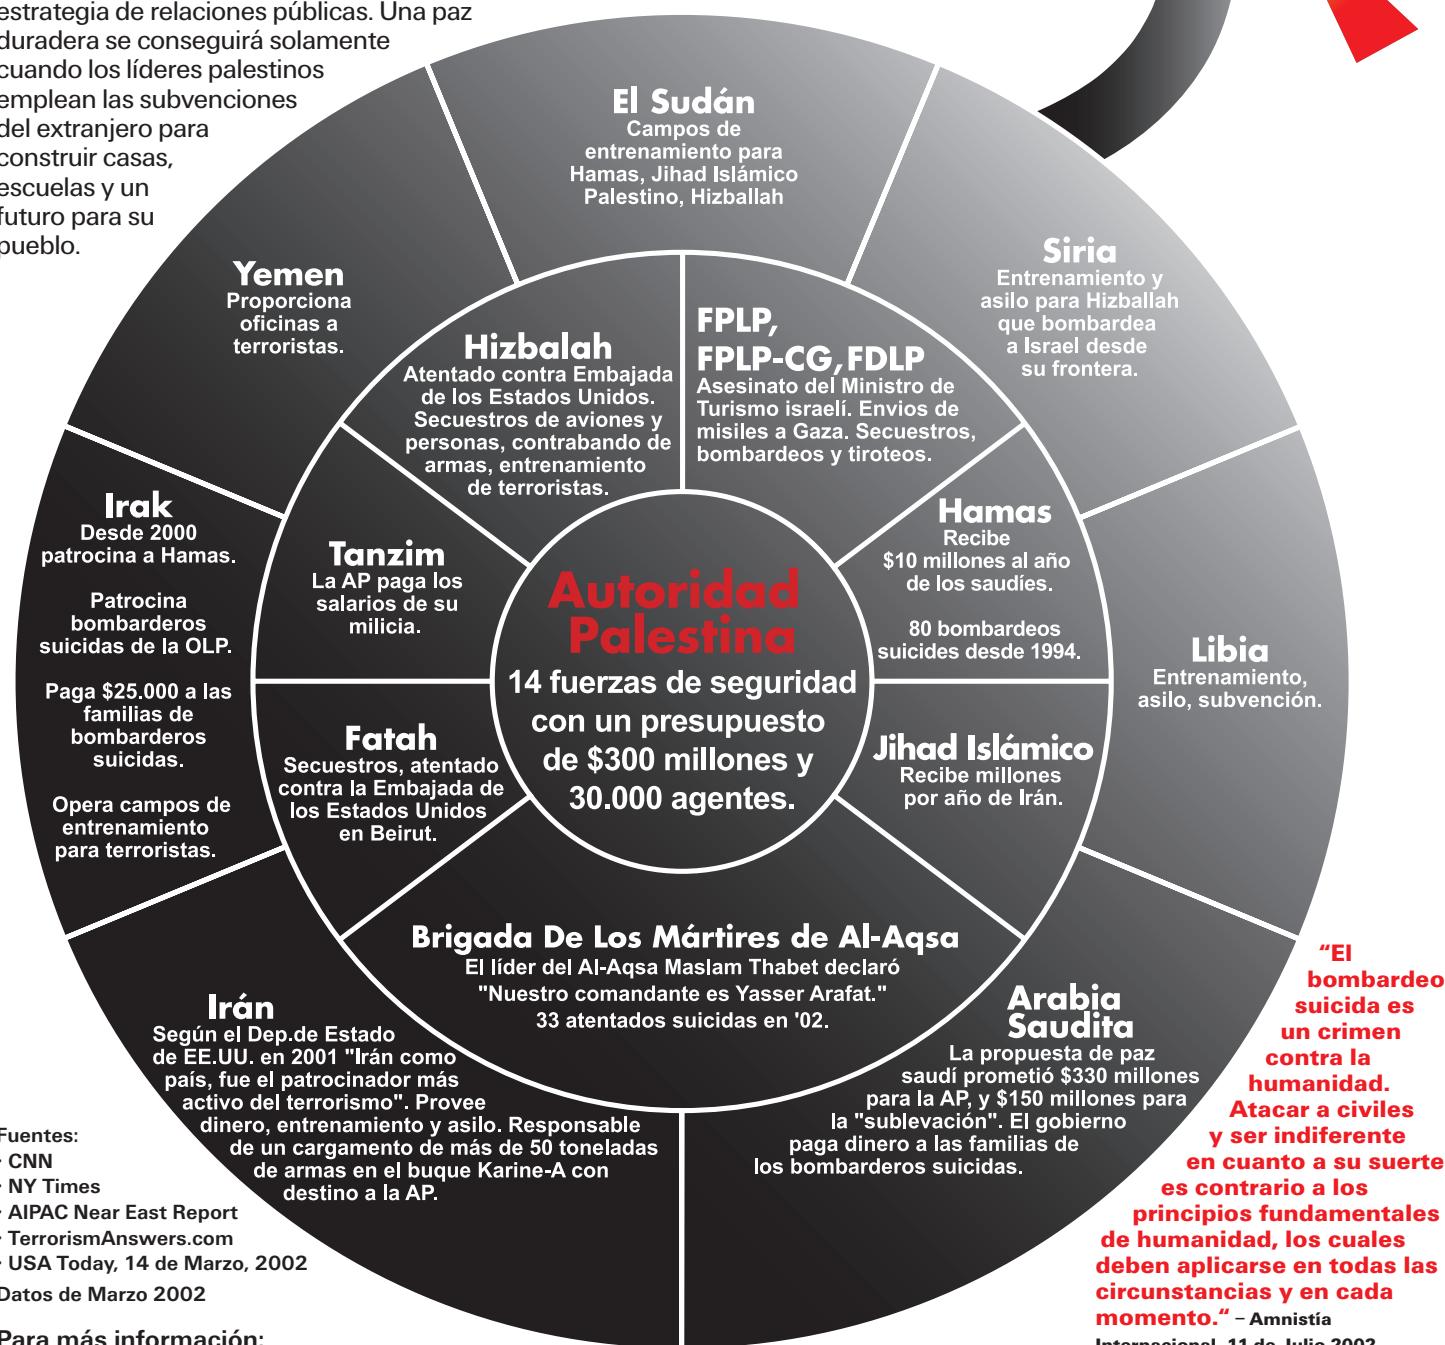 estrategia de relaciones públicas. Una paz
duradera se conseguirá solamente
cuando los líderes palestinos
emplean las subvenciones
del extranjero para
construir casas,
escuelas y un
futuro para su
pueblo.
El Sudán
Campos de
entrenamiento para
Hamas, Jihad Islámico
Palestino, Hizballah
Siria
Entrenamiento y
asilo para Hizballah
que bombardea
a Israel desde
su frontera.
Yemen
Proporciona
oficinas a
terroristas.
Hizbalah
Atentado contra Embajada
de los Estados Unidos.
Secuestros de aviones y
personas, contrabando de
armas, entrenamiento
de terroristas.
FPLP,
FPLP-CG, FDLP
Asesinato del Ministro de
Turismo israelí. Envios de
misiles a Gaza. Secuestros,
bombardeos y tiroteos.
Irak
Desde 2000
patrocina a Hamas.
Patrocina
bombarderos
suicidas de la OLP.
Paga $25.000 a las
familias de
bombarderos
suicidas.
Opera campos de
entrenamiento
para terroristas.
Tanzim
La AP paga los
salarios de su
milicia.
Autoridad
Palestina
14 fuerzas de seguridad
con un presupuesto
de $300 millones y
30.000 agentes.
Hamas
Recibe
$10 millones al año
de los saudíes.
80 bombardeos
suicides desde 1994.
Libia
Entrenamiento,
asilo, subvención.
Fatah
Secuestros, atentado
contra la Embajada de
los Estados Unidos
en Beirut.
Jihad Islámico
Recibe millones
por año de Irán.
Brigada De Los Mártires de Al-Aqsa
El líder del Al-Aqsa Maslam Thabet declaró
"Nuestro comandante es Yasser Arafat."
33 atentados suicidas en '02.
Irán
Según el Dep.de Estado
de EE.UU. en 2001 "Irán como
país, fue el patrocinador más
activo del terrorismo". Provee
dinero, entrenamiento y asilo. Responsable
de un cargamento de más de 50 toneladas
de armas en el buque Karine-A con
destino a la AP.
Arabia
Saudita
La propuesta de paz
saudí prometió $330 millones
para la AP, y $150 millones para
la "sublevación". El gobierno
paga dinero a las familias de
los bombarderos suicidas.
“El
bombardeo
suicida es
un crimen
contra la
humanidad.
Atacar a civiles
y ser indiferente
en cuanto a su suerte
es contrario a los
principios fundamentales
de humanidad, los cuales
deben aplicarse en todas las
circunstancias y en cada
momento.“ – Amnistía
Internacional, 11 de Julio 2002
Fuentes:
· CNN
· NY Times
· AIPAC Near East Report
· TerrorismAnswers.com
· USA Today, 14 de Marzo, 2002
Datos de Marzo 2002
Para más información: